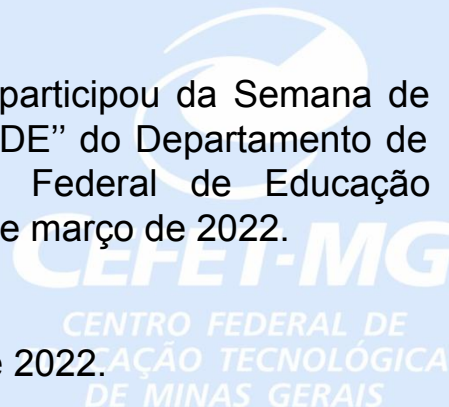 participou da Semana de
DE’’ do Departamento de
Federal de Educação
e março de 2022.
CEFET-MG
CENTRO FEDERAL DE
AÇÃO TECNOLÓGICA
e 2022.
DE MINAS GERAIS